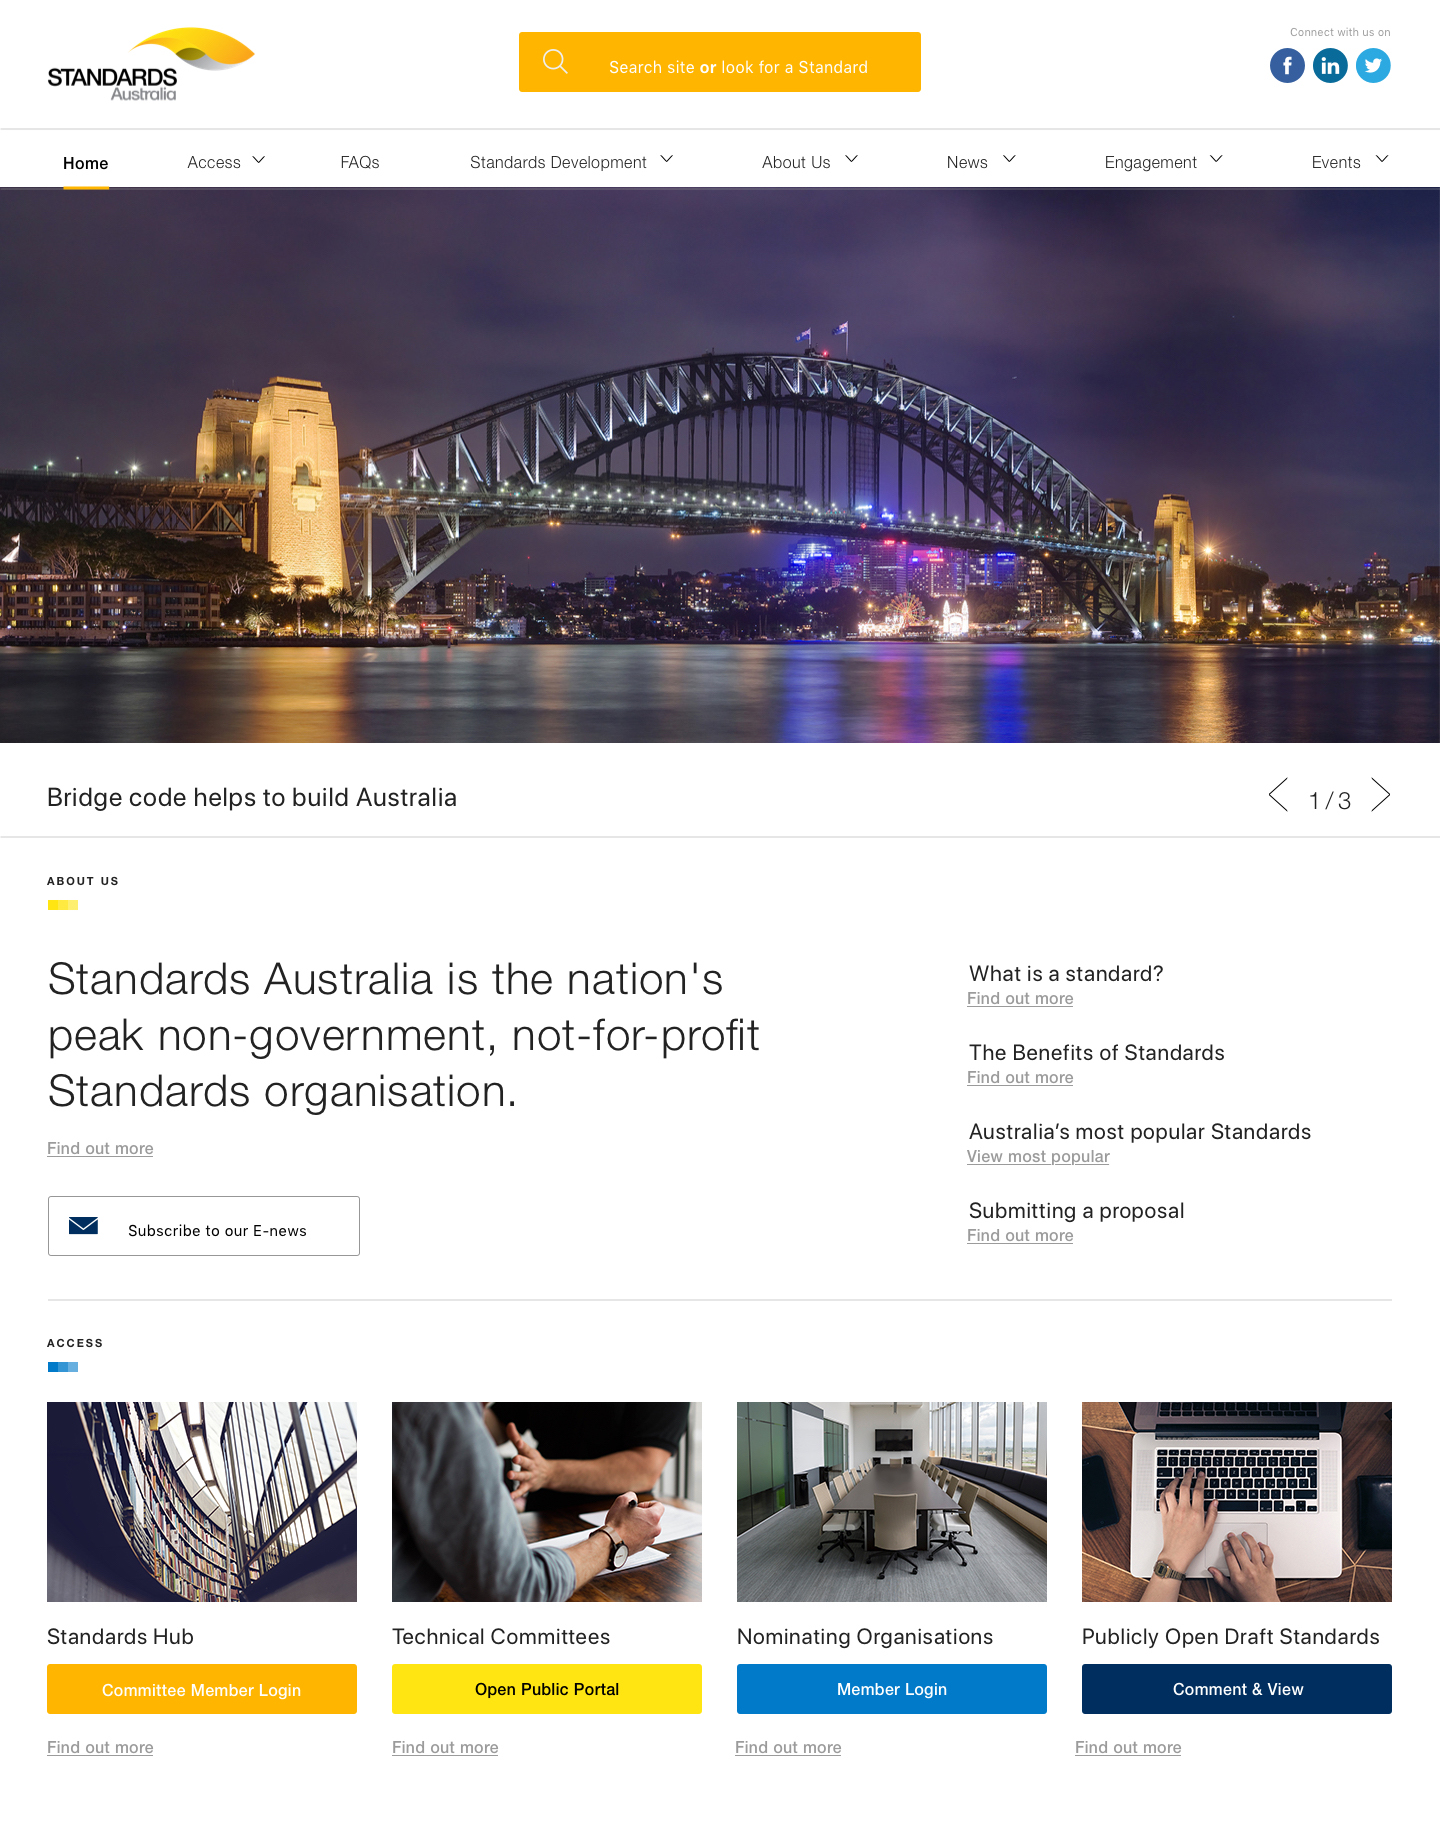 STANDARDS
Australia
Search site or look for a Standard
Connect with us on
Home
Access
FAQs
Standards Development
About Us
News
Engagement
Events
Bridge code helps to build Australia
1 / 3
ABOUT US
Standards Australia is the nation's
peak non-government, not-for-profit
Standards organisation.
Find out more
Subscribe to our E-news
What is a standard?
Find out more
The Benefits of Standards
Find out more
Australia’s most popular Standards
View most popular
Submitting a proposal
Find out more
ACCESS
Standards Hub
Committee Member Login
Find out more
Technical Committees
Open Public Portal
Find out more
Nominating Organisations
Member Login
Find out more
Publicly Open Draft Standards
Comment & View
Find out more